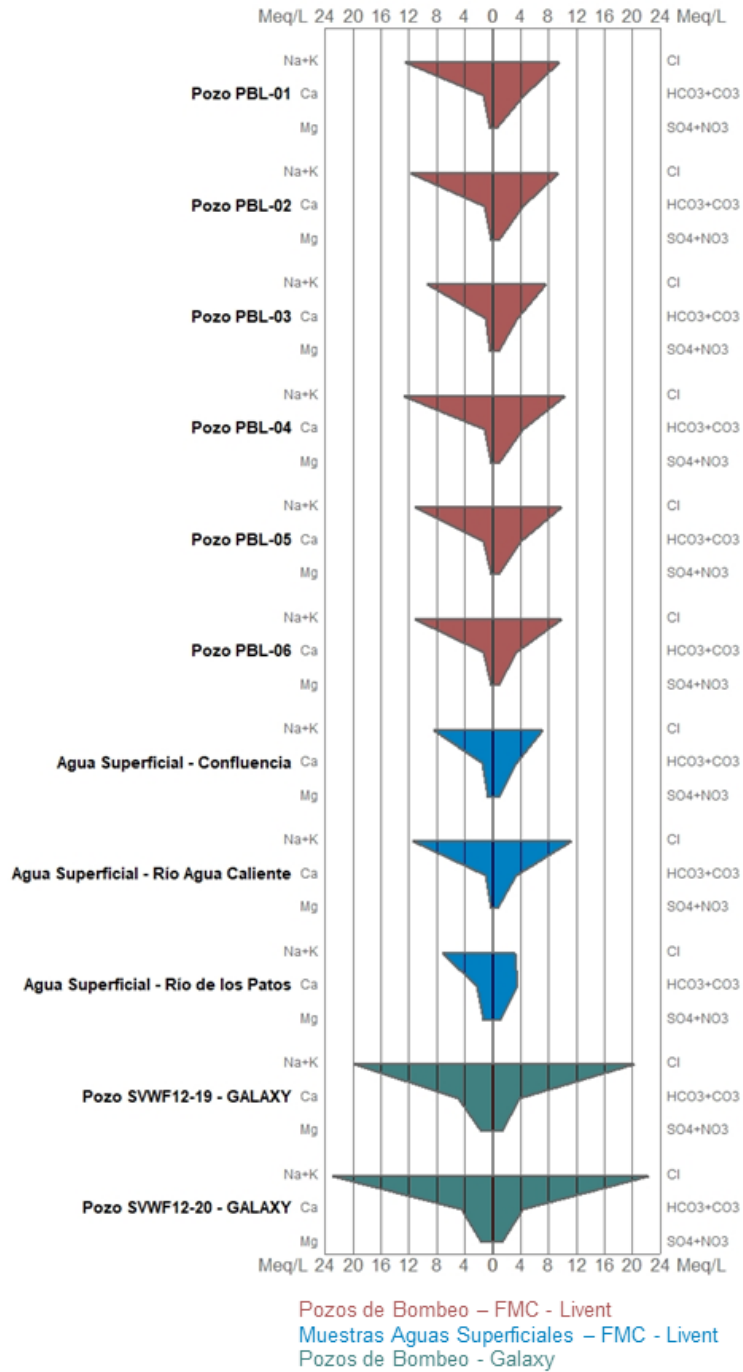 Meq/L 24 20 16 12 8 4 0 4 8 12 16 20 24 Meq/L
Na+K Cl
Pozo PBL-01 Ca HCO3+CO3
Mg SO4+NO3
Na+K Cl
Pozo PBL-02 Ca HCO3+CO3
Mg SO4+NO3
Na+K Cl
Pozo PBL-03 Ca HCO3+CO3
Mg SO4+NO3
Na+K Cl
Pozo PBL-04 Ca HCO3+CO3
Mg SO4+NO3
Na+K Cl
Pozo PBL-05 Ca HCO3+CO3
Mg SO4+NO3
Na+K Cl
Pozo PBL-06 Ca HCO3+CO3
Mg SO4+NO3
Na+K Cl
Agua Superficial - Confluencia Ca HCO3+CO3
Mg SO4+NO3
Na+K Cl
Agua Superficial - Río Agua Caliente Ca HCO3+CO3
Mg SO4+NO3
Na+K Cl
Agua Superficial - Río de los Patos Ca HCO3+CO3
Mg SO4+NO3
Na+K Cl
Pozo SVWF12-19 - GALAXY Ca HCO3+CO3
Mg SO4+NO3
Na+K Cl
Pozo SVWF12-20 - GALAXY Ca HCO3+CO3
Mg SO4+NO3
Meq/L 24 20 16 12 8 4 0 4 8 12 16 20 24 Meq/L
Pozos de Bombeo – FMC - Livent
Muestras Aguas Superficiales – FMC - Livent
Pozos de Bombeo - Galaxy